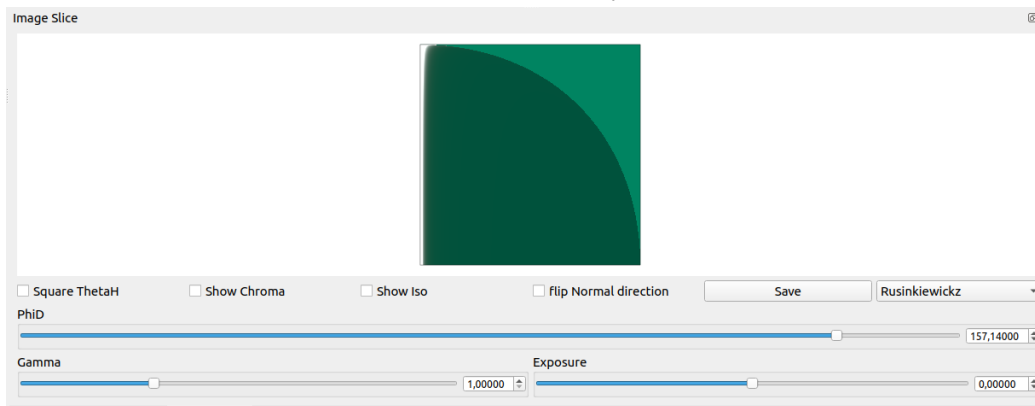 Image Slice
Square ThetaH Show Chroma Show Iso flip Normal direction Save Rusinkiewickz
PhiD
157,14000
Gamma Exposure
1,00000 0,00000